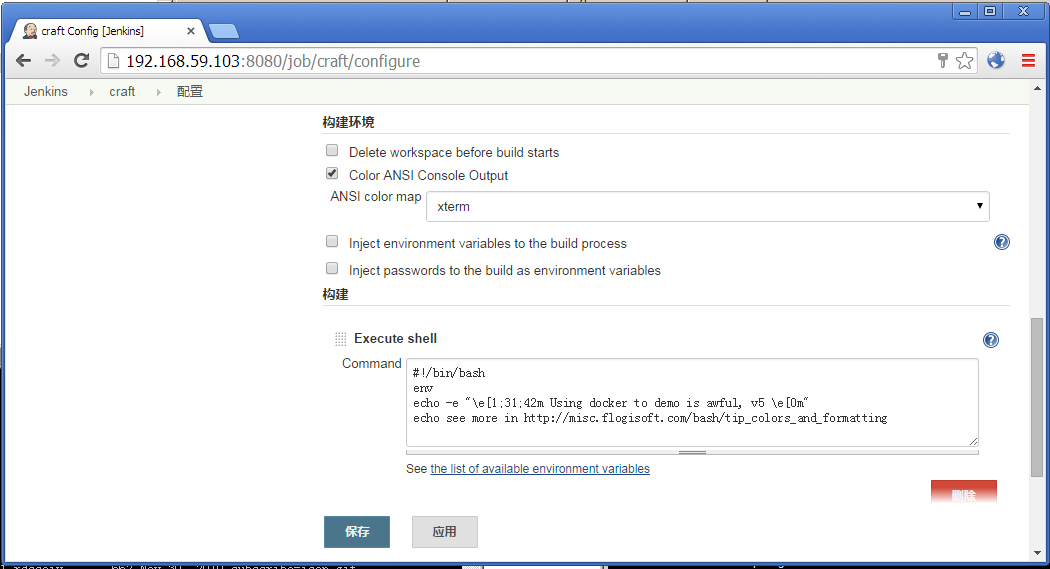 craft Config [Jenkins]
192.168.59.103:8080/job/craft/configure
Jenkins craft 配置
构建环境
Delete workspace before build starts
Color ANSI Console Output
ANSI color map xterm
Inject environment variables to the build process
Inject passwords to the build as environment variables
构建
Execute shell
Command
#!/bin/bash
env
echo -e "\e[1;31;42m Using docker to demo is awful, v5 \e[0m"
echo see more in http://misc.flogisoft.com/bash/tip_colors_and_formatting
See the list of available environment variables
删除
保存 应用